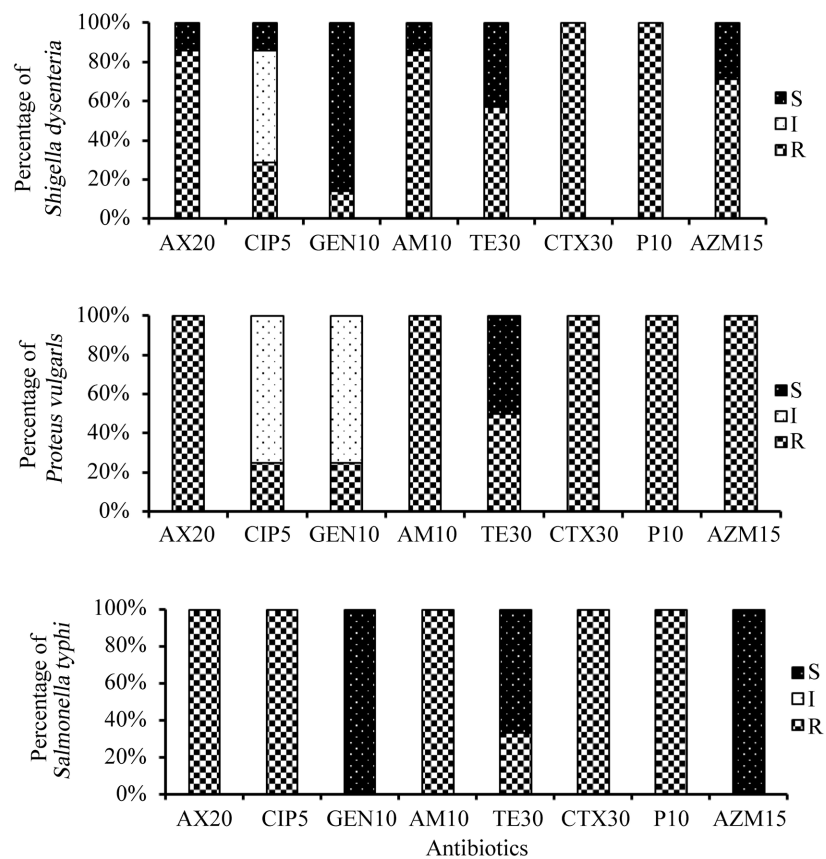 Percentage of
Shigella dysenteria
100%
80%
60%
40%
20%
0%
AX20 CIP5 GEN10 AM10 TE30 CTX30 P10 AZM15
S
I
R
Percentage of
Proteus vulgarls
100%
80%
60%
40%
20%
0%
AX20 CIP5 GEN10 AM10 TE30 CTX30 P10 AZM15
S
I
R
Percentage of
Salmonella typhi
100%
80%
60%
40%
20%
0%
AX20 CIP5 GEN10 AM10 TE30 CTX30 P10 AZM15
S
I
R
Antibiotics